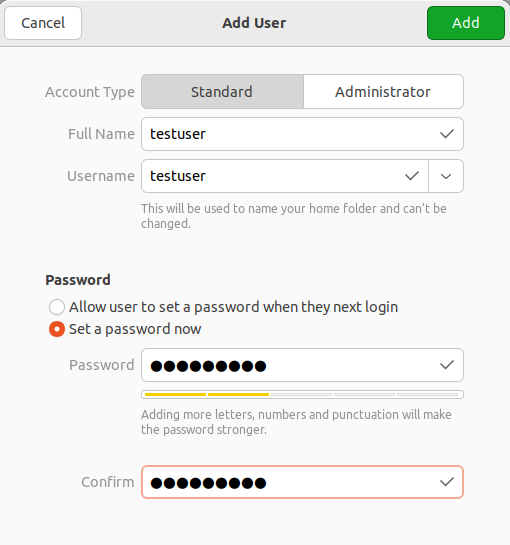 Cancel Add User Add
Account Type Standard Administrator
Full Name testuser
Username testuser
This will be used to name your home folder and can't be
changed.
Password
Allow user to set a password when they next login
Set a password now
Password ●●●●●●●●●
Adding more letters, numbers and punctuation will make
the password stronger.
Confirm ●●●●●●●●●